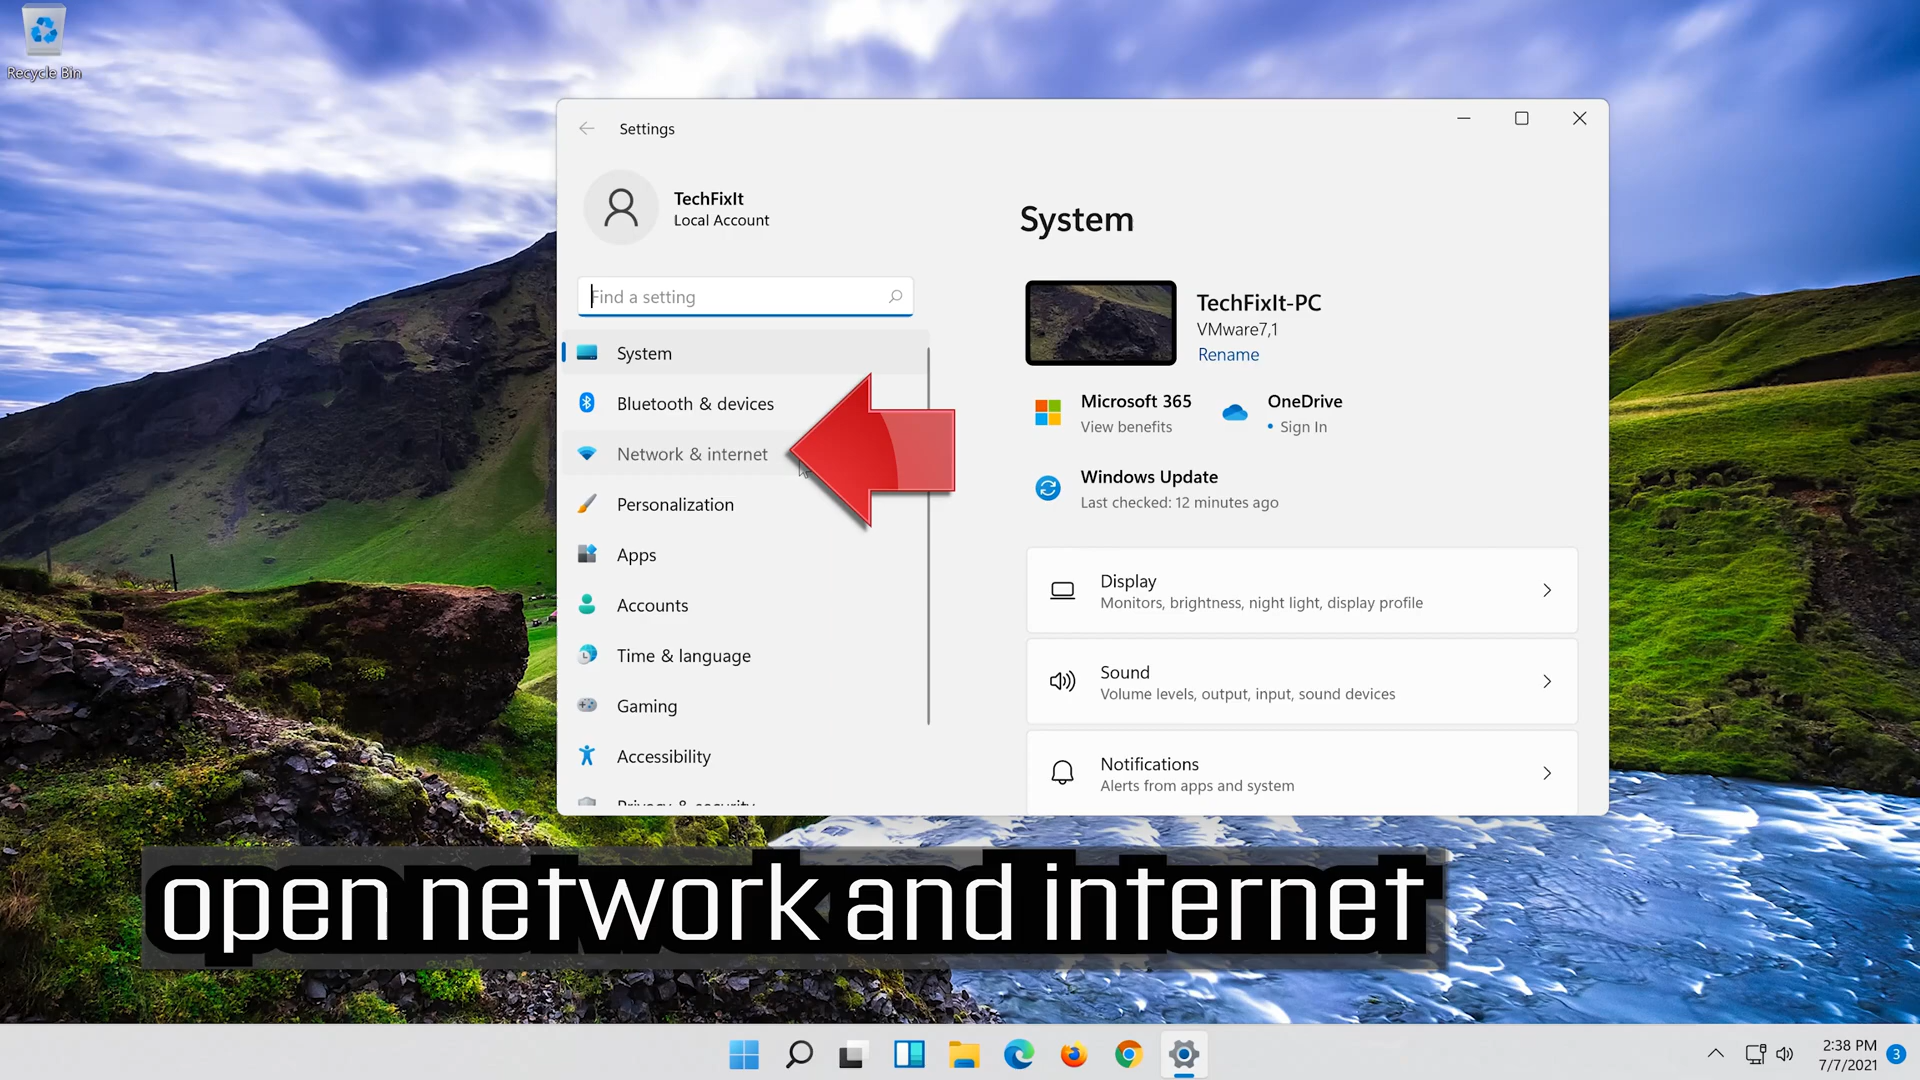 Recycle Bin
Settings
TechFixIt
Local Account
Find a setting
System
Bluetooth & devices
Network & internet
Personalization
Apps
Accounts
Time & language
Gaming
Accessibility
Privacy & security
System
TechFixIt-PC
VMware7,1
Rename
Microsoft 365
View benefits
OneDrive
• Sign In
Windows Update
Last checked: 12 minutes ago
Display
Monitors, brightness, night light, display profile
Sound
Volume levels, output, input, sound devices
Notifications
Alerts from apps and system
open network and internet
2:38 PM
7/7/2021
3